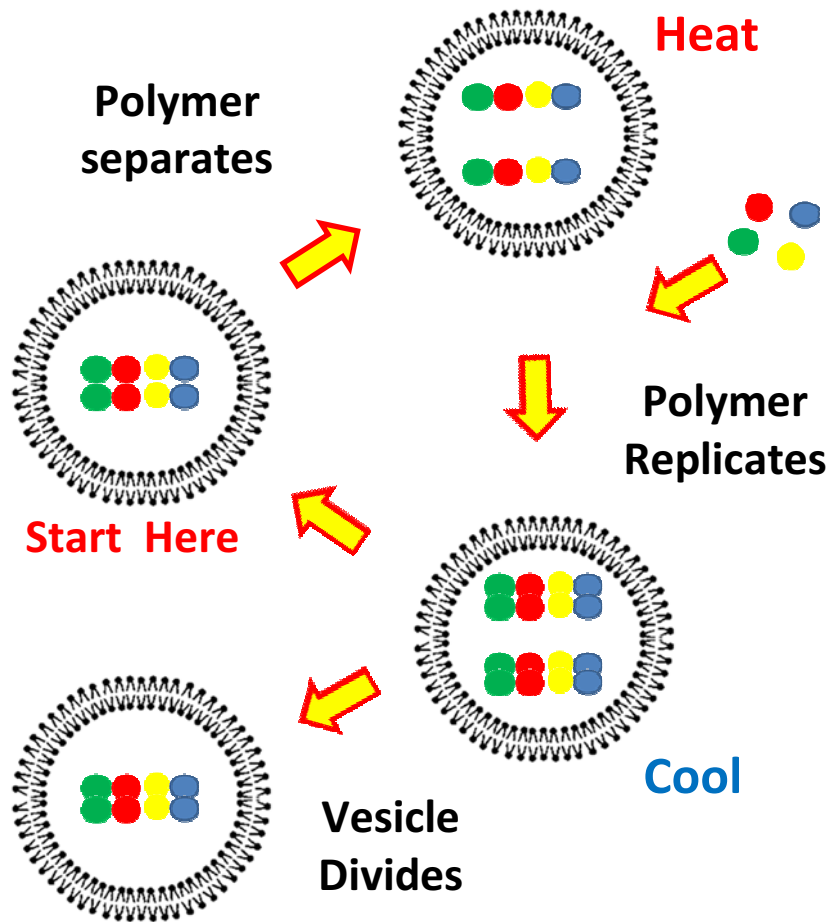 Heat
Polymer
separates
Polymer
Replicates
Start Here
Cool
Vesicle
Divides